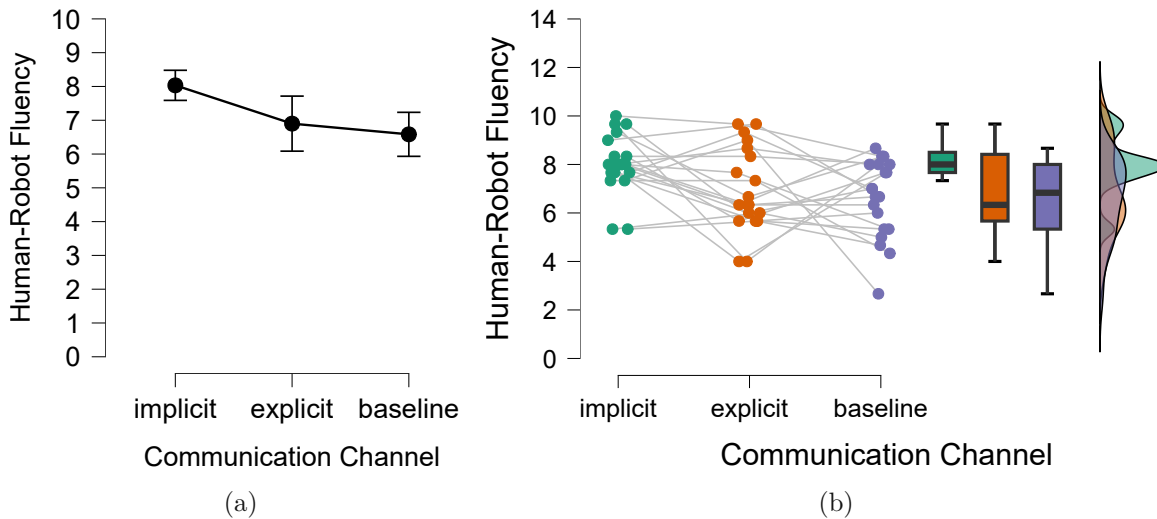 Human-Robot Fluency
10
9
8
7
6
5
4
3
2
1
0
implicit explicit baseline
Communication Channel
(a)
Human-Robot Fluency
14
12
10
8
6
4
2
0
implicit explicit baseline
Communication Channel
(b)